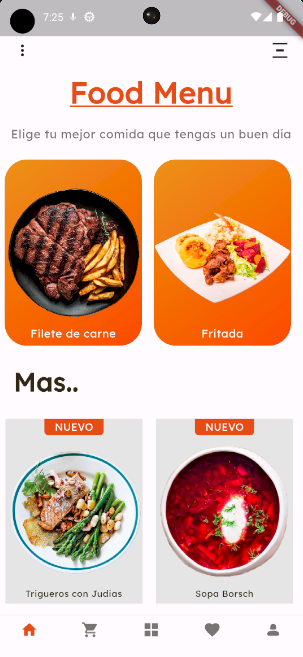 7:25
DEBUG
Food Menu
Elige tu mejor comida que tengas un buen día
Filete de carne
Fritada
Mas..
NUEVO
NUEVO
Trigueros con Judias
Sopa Borsch